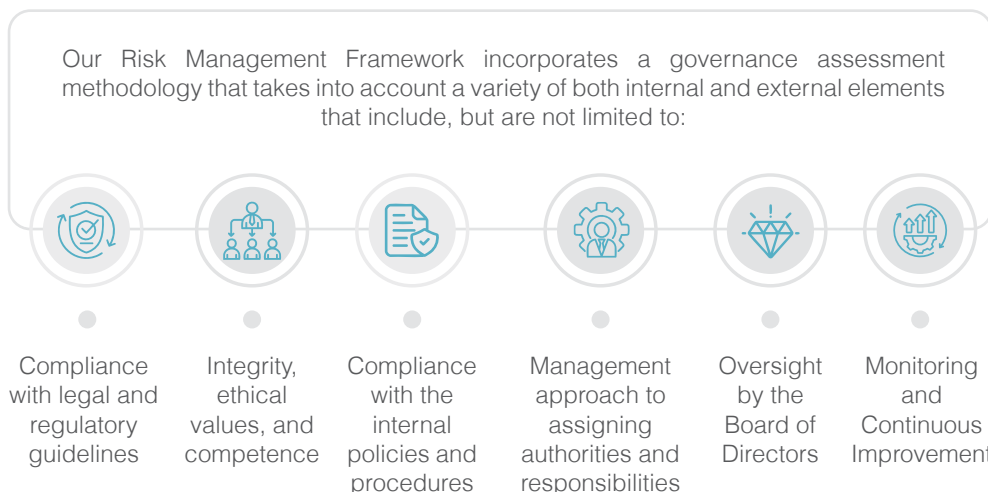 Our Risk Management Framework incorporates a governance assessment
methodology that takes into account a variety of both internal and external elements
that include, but are not limited to:
Compliance
with legal and
regulatory
guidelines
Integrity,
ethical
values, and
competence
Compliance
with the
internal
policies and
procedures
Management
approach to
assigning
authorities and
responsibilities
Oversight
by the
Board of
Directors
Monitoring
and
Continuous
Improvement